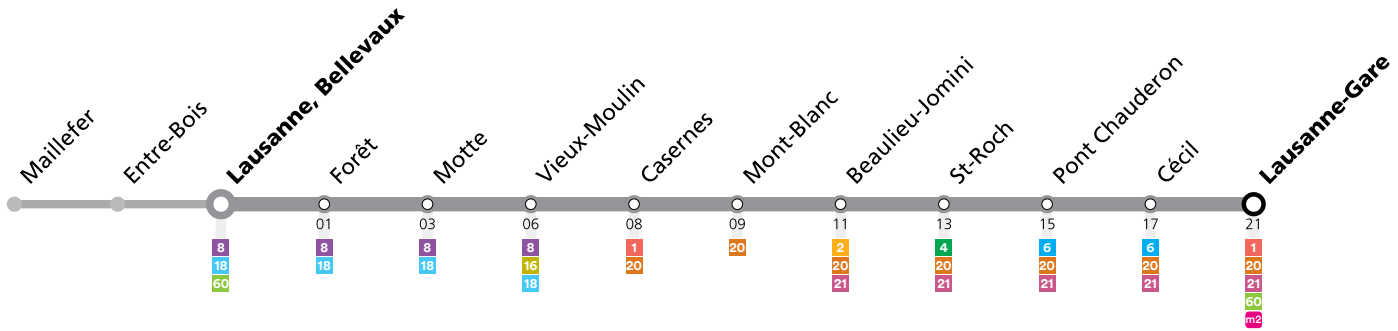 Maillefer
Entre-Bois
Lausanne, Bellevaux
Forêt
Motte
Vieux-Moulin
Casernes
Mont-Blanc
Beaulieu-Jomini
St-Roch
Pont Chauderon
Cécil
Lausanne-Gare
01 03 06 08 09 11 13 15 17 21
8 8 8 8 1 20 2 4 6 6 1
18 18 18 16 20 20 20 20 20 20
60 18 21 21 21 21 21
60
m2